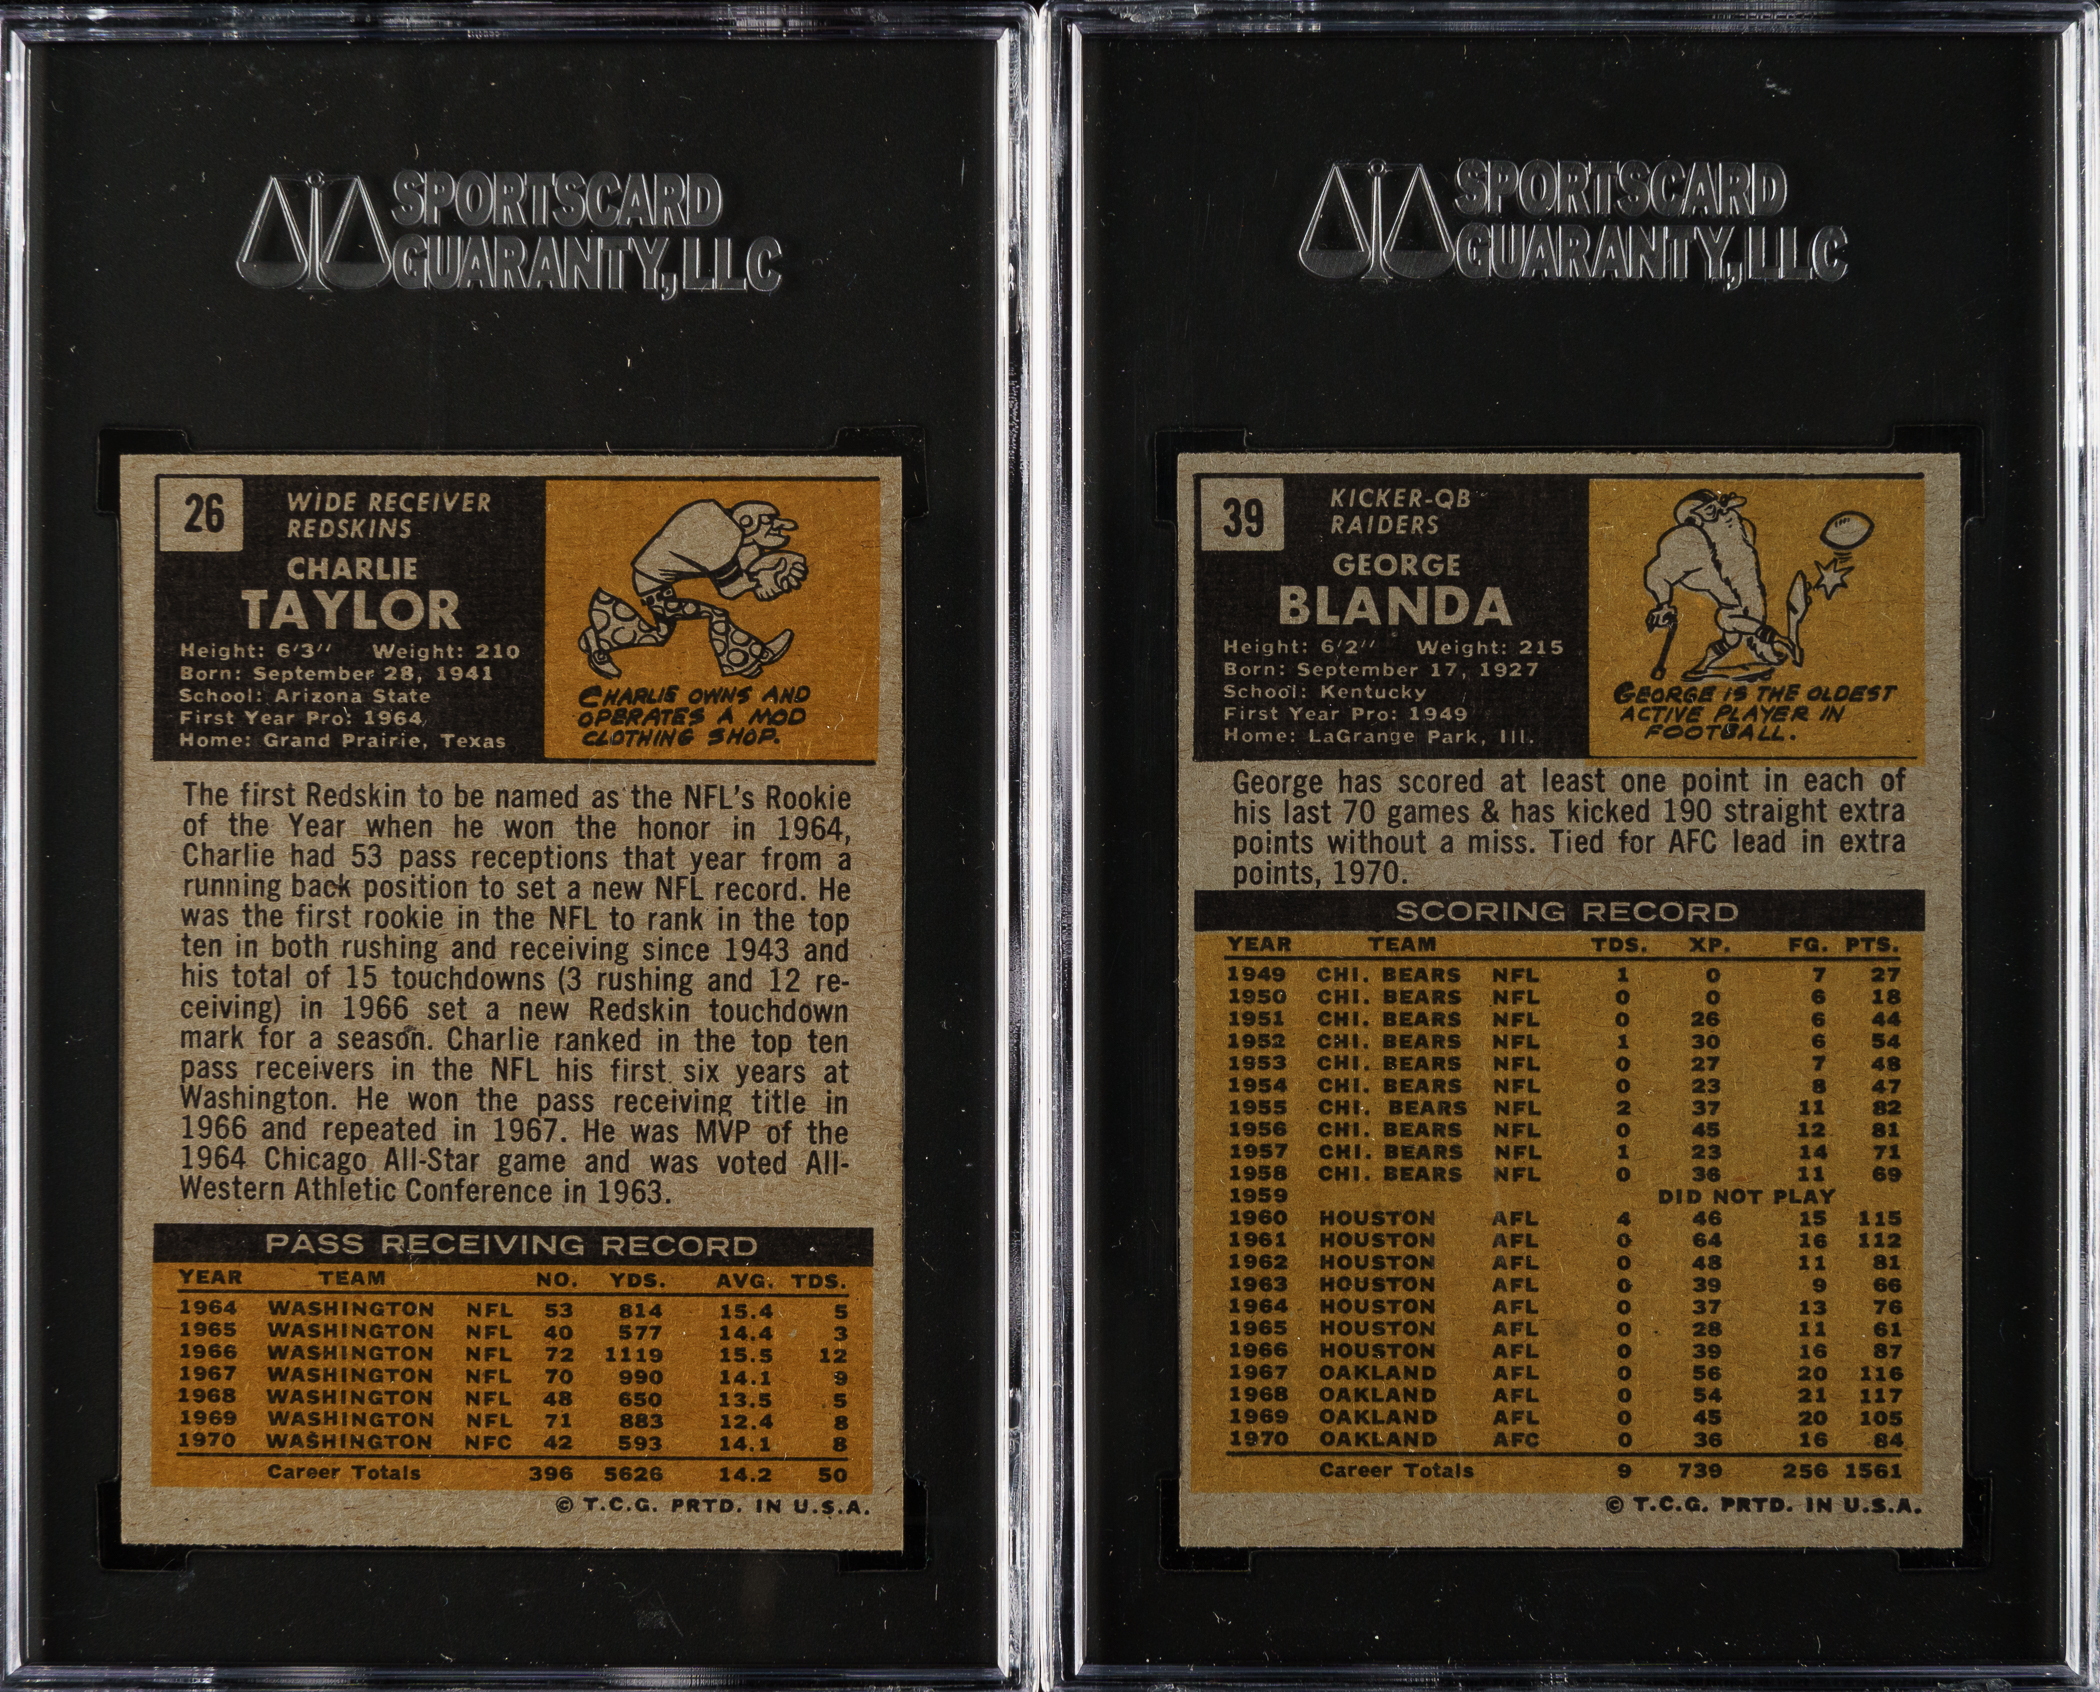 SPORTSCARD
GUARANTY, LLC
26
WIDE RECEIVER
REDSKINS
CHARLIE
TAYLOR
Height: 6'3" Weight: 210
Born: September 28, 1941
School: Arizona State
First Year Pro: 1964
Home: Grand Prairie, Texas
CHARLIE OWNS AND
OPERATES A MOD
CLOTHING SHOP.
The first Redskin to be named as the NFL's Rookie
of the Year when he won the honor in 1964,
Charlie had 53 pass receptions that year from a
running back position to set a new NFL record. He
was the first rookie in the NFL to rank in the top
ten in both rushing and receiving since 1943 and
his total of 15 touchdowns (3 rushing and 12 re-
ceiving) in 1966 set a new Redskin touchdown
mark for a season. Charlie ranked in the top ten
pass receivers in the NFL his first six years at
Washington. He won the pass receiving title in
1966 and repeated in 1967. He was MVP of the
1964 Chicago All-Star game and was voted All-
Western Athletic Conference in 1963.
PASS RECEIVING RECORD
YEAR TEAM NO. YDS. AVG. TDS.
1964 WASHINGTON NFL 53 814 15.4 5
1965 WASHINGTON NFL 40 577 14.4 3
1966 WASHINGTON NFL 72 1119 15.5 12
1967 WASHINGTON NFL 70 990 14.1 9
1968 WASHINGTON NFL 48 650 13.5 5
1969 WASHINGTON NFL 71 883 12.4 8
1970 WASHINGTON NFC 42 593 14.1 8
Career Totals 396 5626 14.2 50
© T.C.G. PRTD. IN U.S.A.
SPORTSCARD
GUARANTY, LLC
39
KICKER-QB
RAIDERS
GEORGE
BLANDA
Height: 6'2" Weight: 215
Born: September 17, 1927
School: Kentucky
First Year Pro: 1949
Home: LaGrange Park, Ill.
GEORGE IS THE OLDEST
ACTIVE PLAYER IN
FOOTBALL.
George has scored at least one point in each of
his last 70 games & has kicked 190 straight extra
points without a miss. Tied for AFC lead in extra
points, 1970.
SCORING RECORD
YEAR TEAM TDS. XP. FG. PTS.
1949 CHI. BEARS NFL 1 0 7 27
1950 CHI. BEARS NFL 0 0 6 18
1951 CHI. BEARS NFL 0 26 6 44
1952 CHI. BEARS NFL 1 30 6 54
1953 CHI. BEARS NFL 0 27 7 48
1954 CHI. BEARS NFL 0 23 8 47
1955 CHI. BEARS NFL 2 37 11 82
1956 CHI. BEARS NFL 0 45 12 81
1957 CHI. BEARS NFL 1 23 14 71
1958 CHI. BEARS NFL 0 36 11 69
1959 DID NOT PLAY
1960 HOUSTON AFL 4 46 15 115
1961 HOUSTON AFL 0 64 16 112
1962 HOUSTON AFL 0 48 11 81
1963 HOUSTON AFL 0 39 9 66
1964 HOUSTON AFL 0 37 13 76
1965 HOUSTON AFL 0 28 11 61
1966 HOUSTON AFL 0 39 16 87
1967 OAKLAND AFL 0 56 20 116
1968 OAKLAND AFL 0 54 21 117
1969 OAKLAND AFL 0 45 20 105
1970 OAKLAND AFC 0 36 16 84
Career Totals 9 739 256 1561
© T.C.G. PRTD. IN U.S.A.